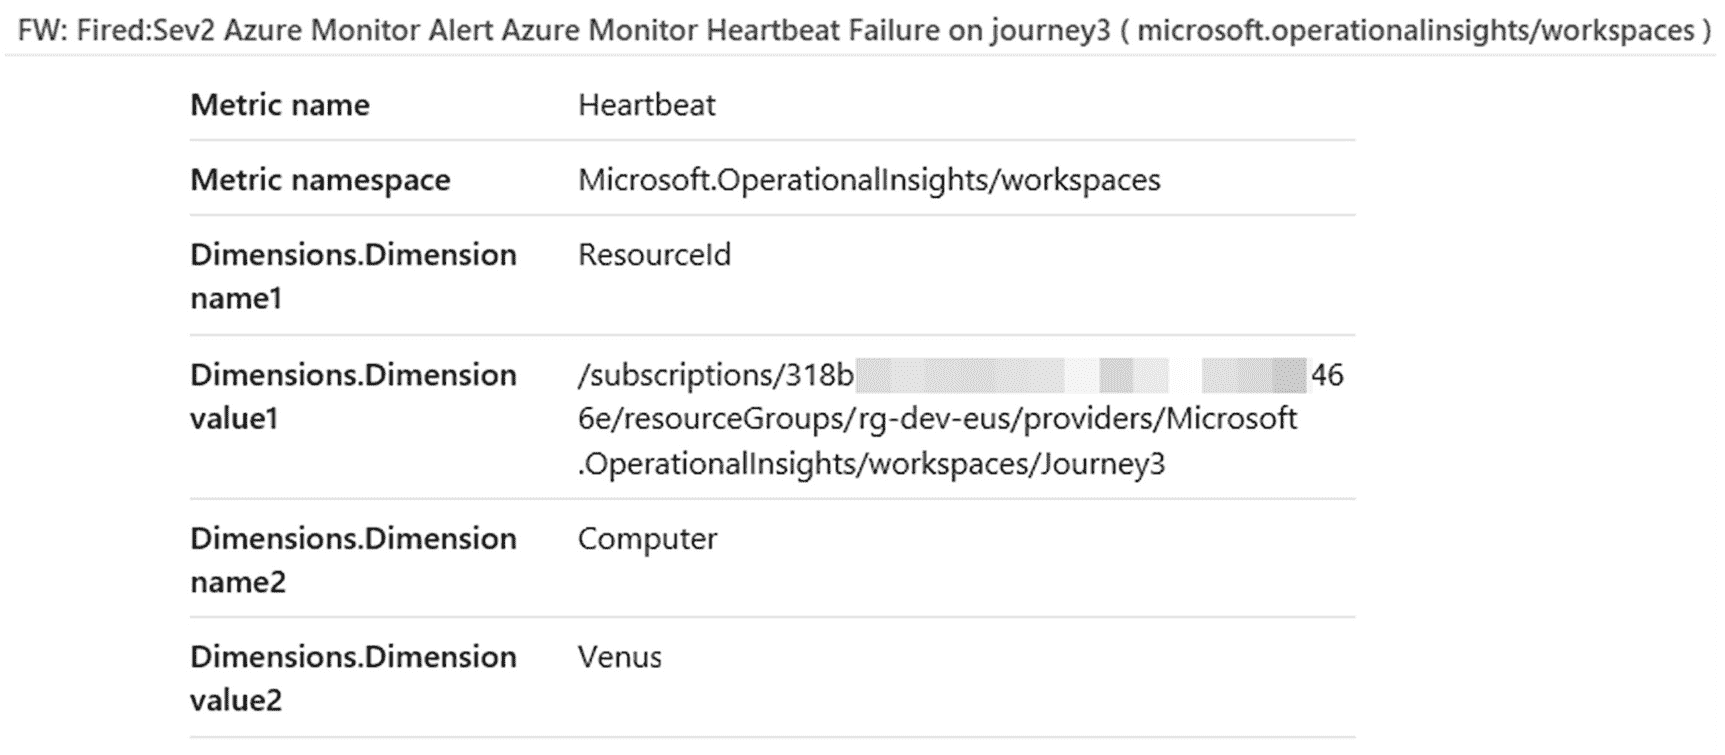 FW: Fired:Sev2 Azure Monitor Alert Azure Monitor Heartbeat Failure on journey3 ( microsoft.operationalinsights/workspaces )
Metric name Heartbeat
Metric namespace Microsoft.OperationalInsights/workspaces
Dimensions.Dimension ResourceId
name1
Dimensions.Dimension /subscriptions/318b 46
value1 6e/resourceGroups/rg-dev-eus/providers/Microsoft
.OperationalInsights/workspaces/Journey3
Dimensions.Dimension Computer
name2
Dimensions.Dimension Venus
value2